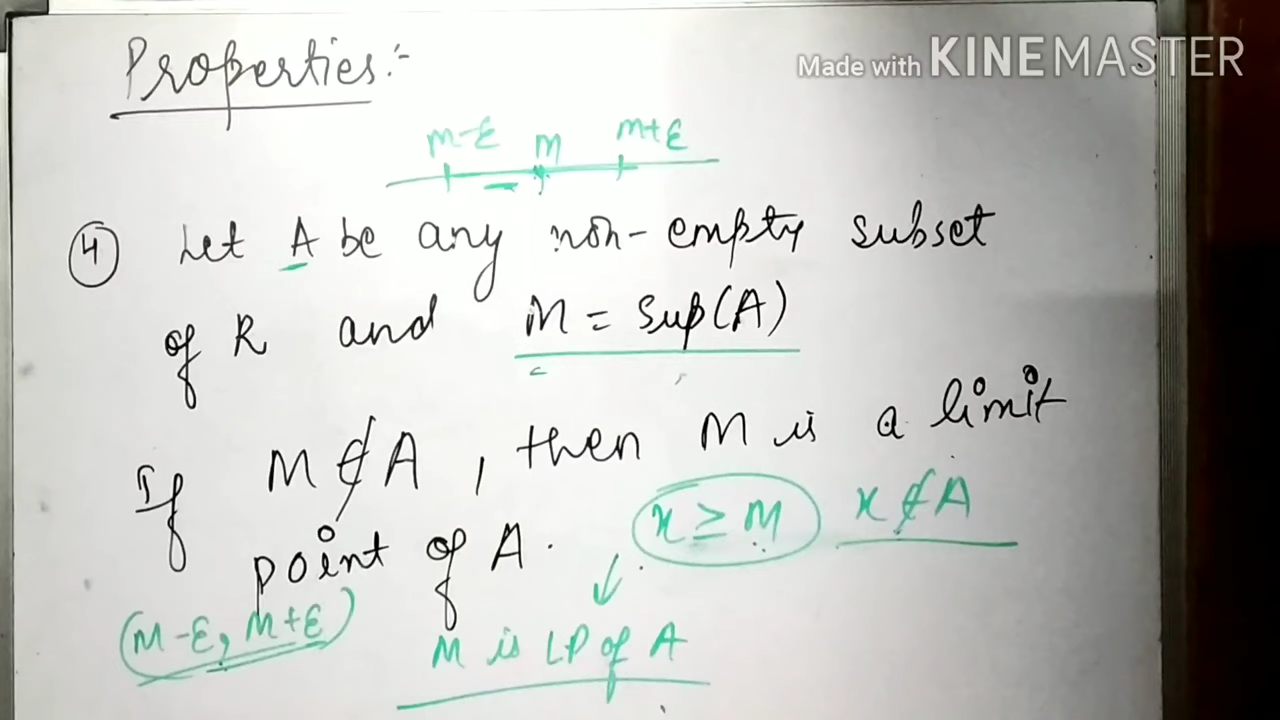 Properties:-
Made with KINEMASTER
M-ε M M+ε
④ Let A be any non-empty subset
of R and M = Sup(A)
If M ∉ A, then M is a limit
point of A.
x ≥ M x ∉ A
(M-ε, M+ε)
M is LP of A